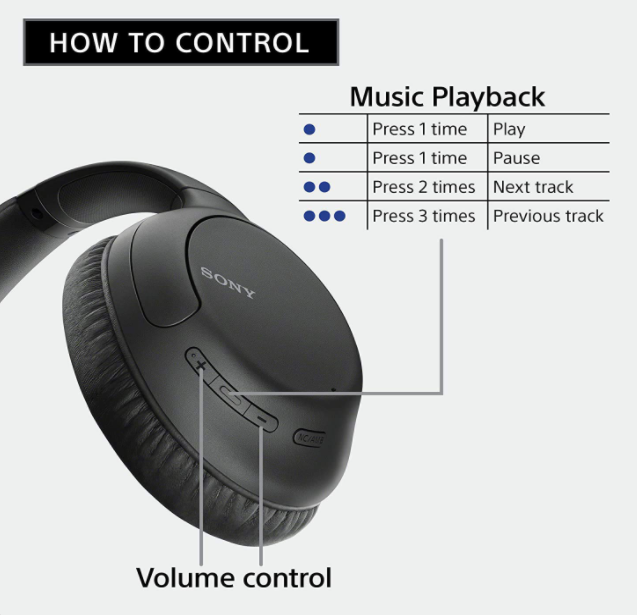 HOW TO CONTROL
Music Playback
Press 1 time Play
Press 1 time Pause
Press 2 times Next track
Press 3 times Previous track
SONY
+
-
Volume control